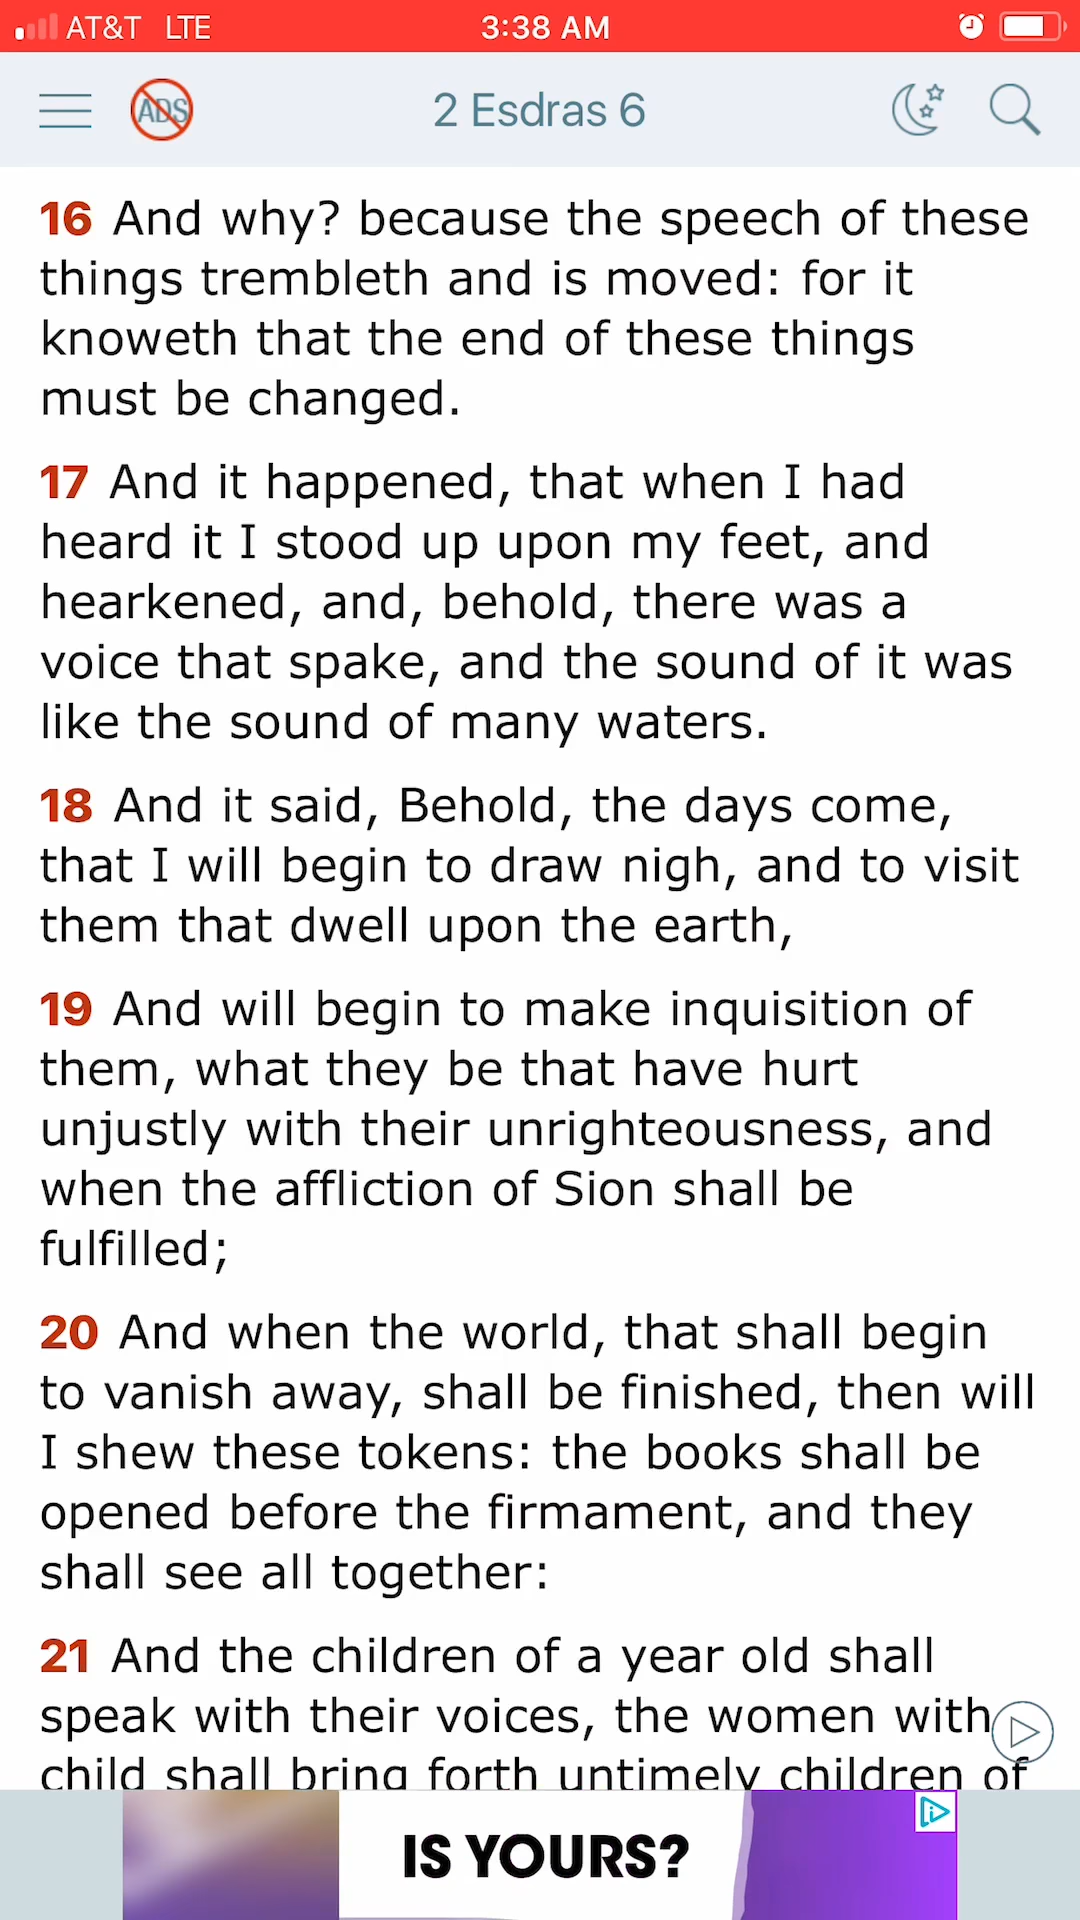 AT&T LTE 3:38 AM
ADS 2 Esdras 6
16 And why? because the speech of these
things trembleth and is moved: for it
knoweth that the end of these things
must be changed.
17 And it happened, that when I had
heard it I stood up upon my feet, and
hearkened, and, behold, there was a
voice that spake, and the sound of it was
like the sound of many waters.
18 And it said, Behold, the days come,
that I will begin to draw nigh, and to visit
them that dwell upon the earth,
19 And will begin to make inquisition of
them, what they be that have hurt
unjustly with their unrighteousness, and
when the affliction of Sion shall be
fulfilled;
20 And when the world, that shall begin
to vanish away, shall be finished, then will
I shew these tokens: the books shall be
opened before the firmament, and they
shall see all together:
21 And the children of a year old shall
speak with their voices, the women with
child shall bring forth untimely children of
IS YOURS?